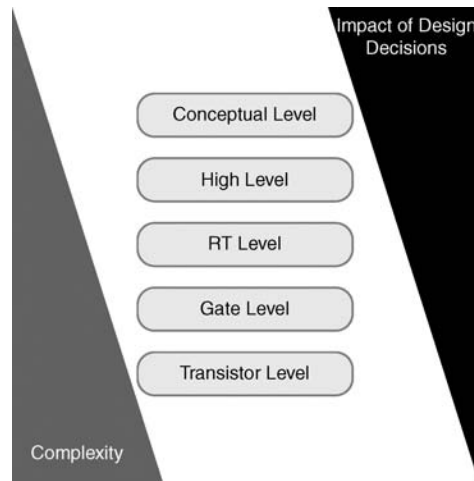 Impact of Design
Decisions
Conceptual Level
High Level
RT Level
Gate Level
Transistor Level
Complexity